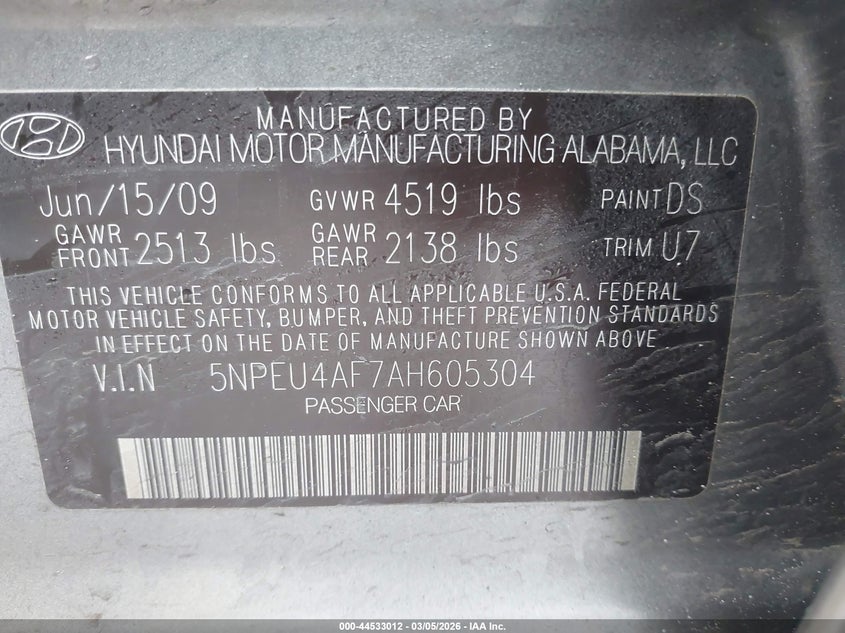 MANUFACTURED BY
HYUNDAI MOTOR MANUFACTURING ALABAMA, LLC
Jun/15/09 GVWR 4519 lbs PAINT DS
GAWR FRONT 2513 lbs GAWR REAR 2138 lbs TRIM U7
THIS VEHICLE CONFORMS TO ALL APPLICABLE U.S.A. FEDERAL
MOTOR VEHICLE SAFETY, BUMPER, AND THEFT PREVENTION STANDARDS
IN EFFECT ON THE DATE OF MANUFACTURE SHOWN ABOVE
V.I.N 5NPEU4AF7AH605304
PASSENGER CAR
000-44533012 - 03/05/2026 - IAA Inc.